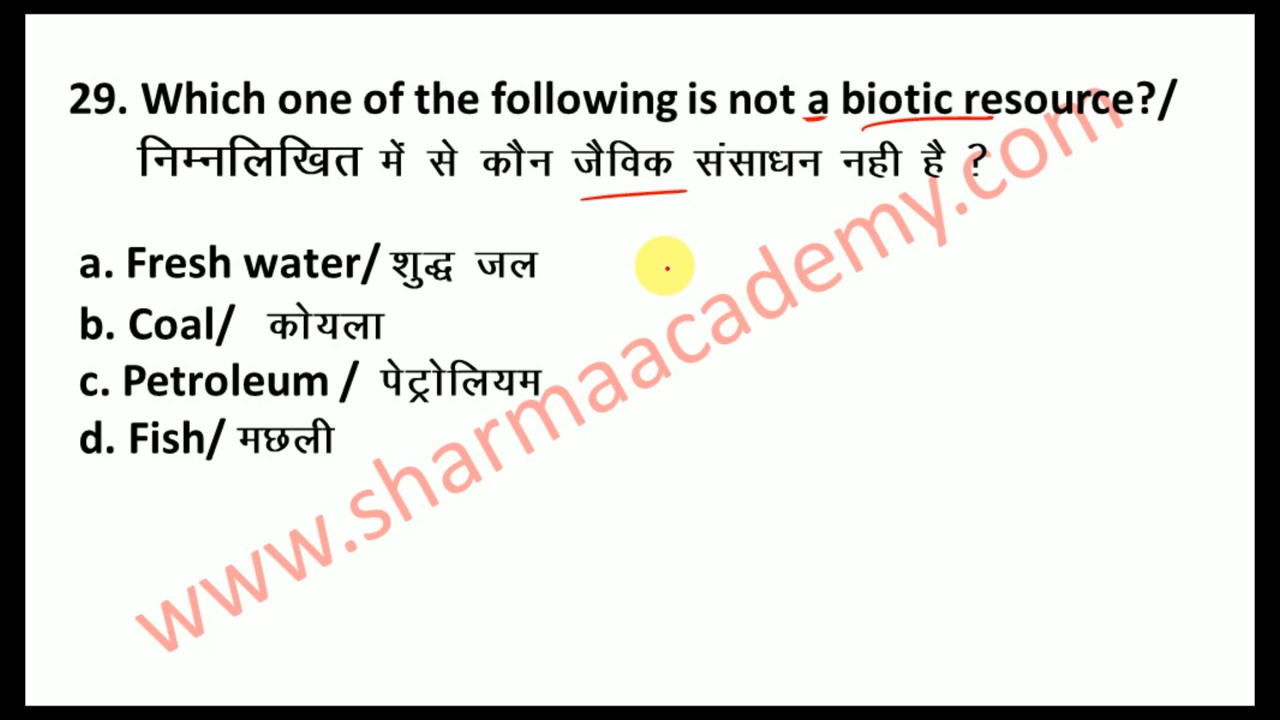 29. Which one of the following is not a biotic resource?/
निम्नलिखित में से कौन जैविक संसाधन नही है ?
a. Fresh water/ शुद्ध जल
b. Coal/ कोयला
c. Petroleum / पेट्रोलियम
d. Fish/ मछली
www.sharmaacademy.com